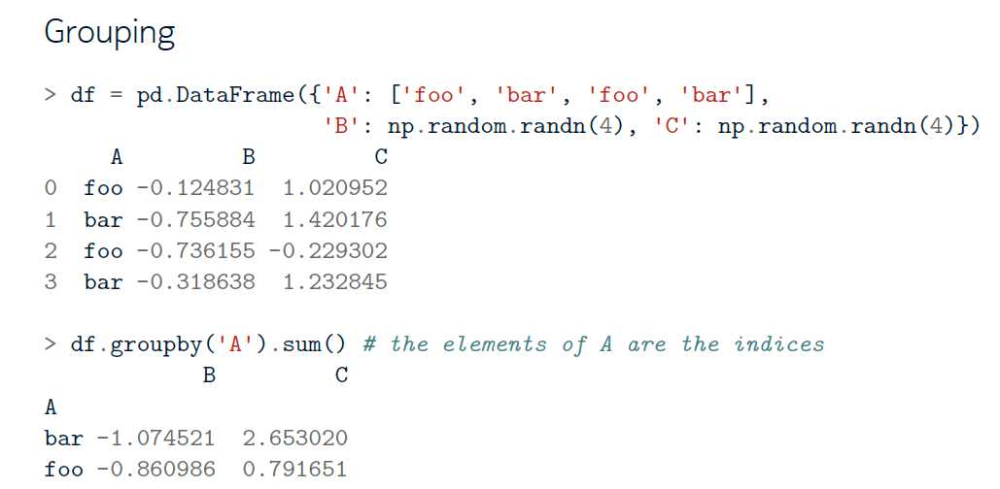 Grouping
> df = pd.DataFrame({'A': ['foo', 'bar', 'foo', 'bar'],
'B': np.random.randn(4), 'C': np.random.randn(4)})
A B C
0 foo -0.124831 1.020952
1 bar -0.755884 1.420176
2 foo -0.736155 -0.229302
3 bar -0.318638 1.232845
> df.groupby('A').sum() # the elements of A are the indices
B C
A
bar -1.074521 2.653020
foo -0.860986 0.791651